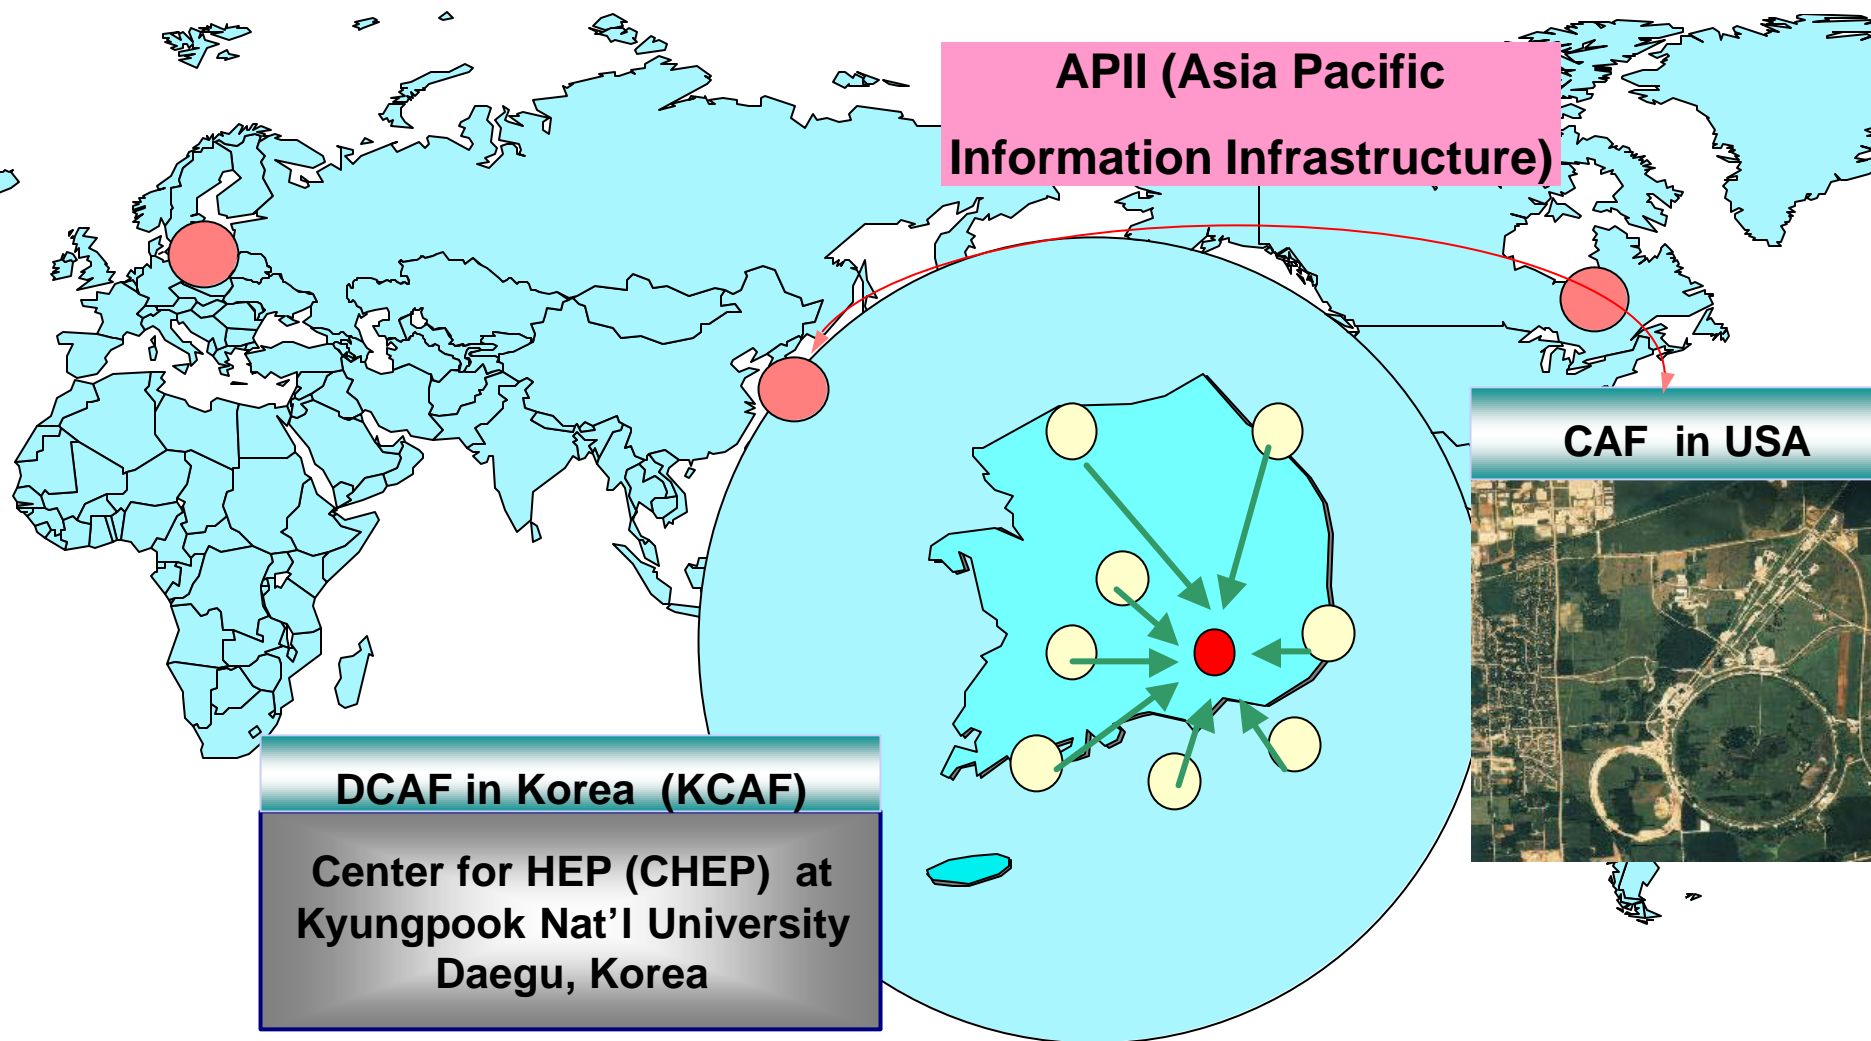 APII (Asia Pacific
Information Infrastructure)
CAF in USA
DCAF in Korea (KCAF)
Center for HEP (CHEP) at
Kyungpook Nat’l University
Daegu, Korea